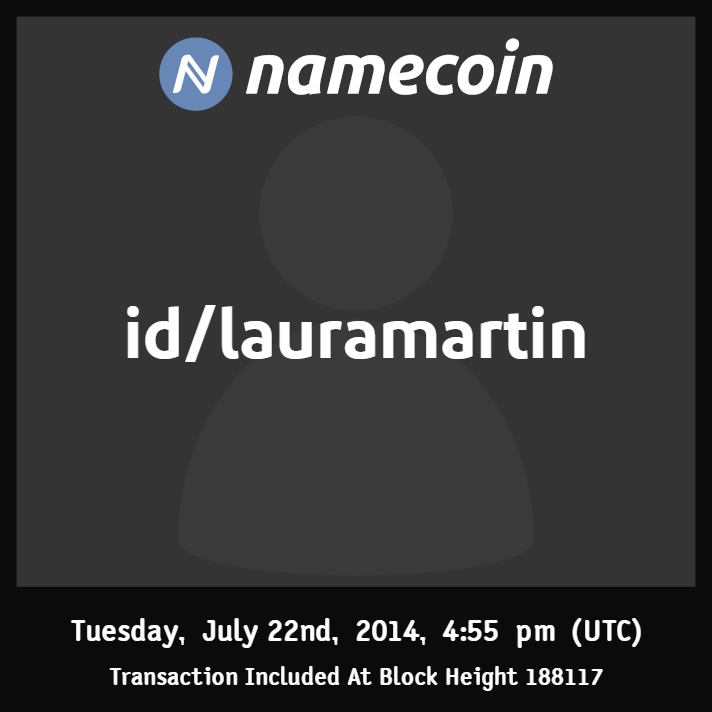 namecoin
id/lauramartin
Tuesday, July 22nd, 2014, 4:55 pm (UTC)
Transaction Included At Block Height 188117